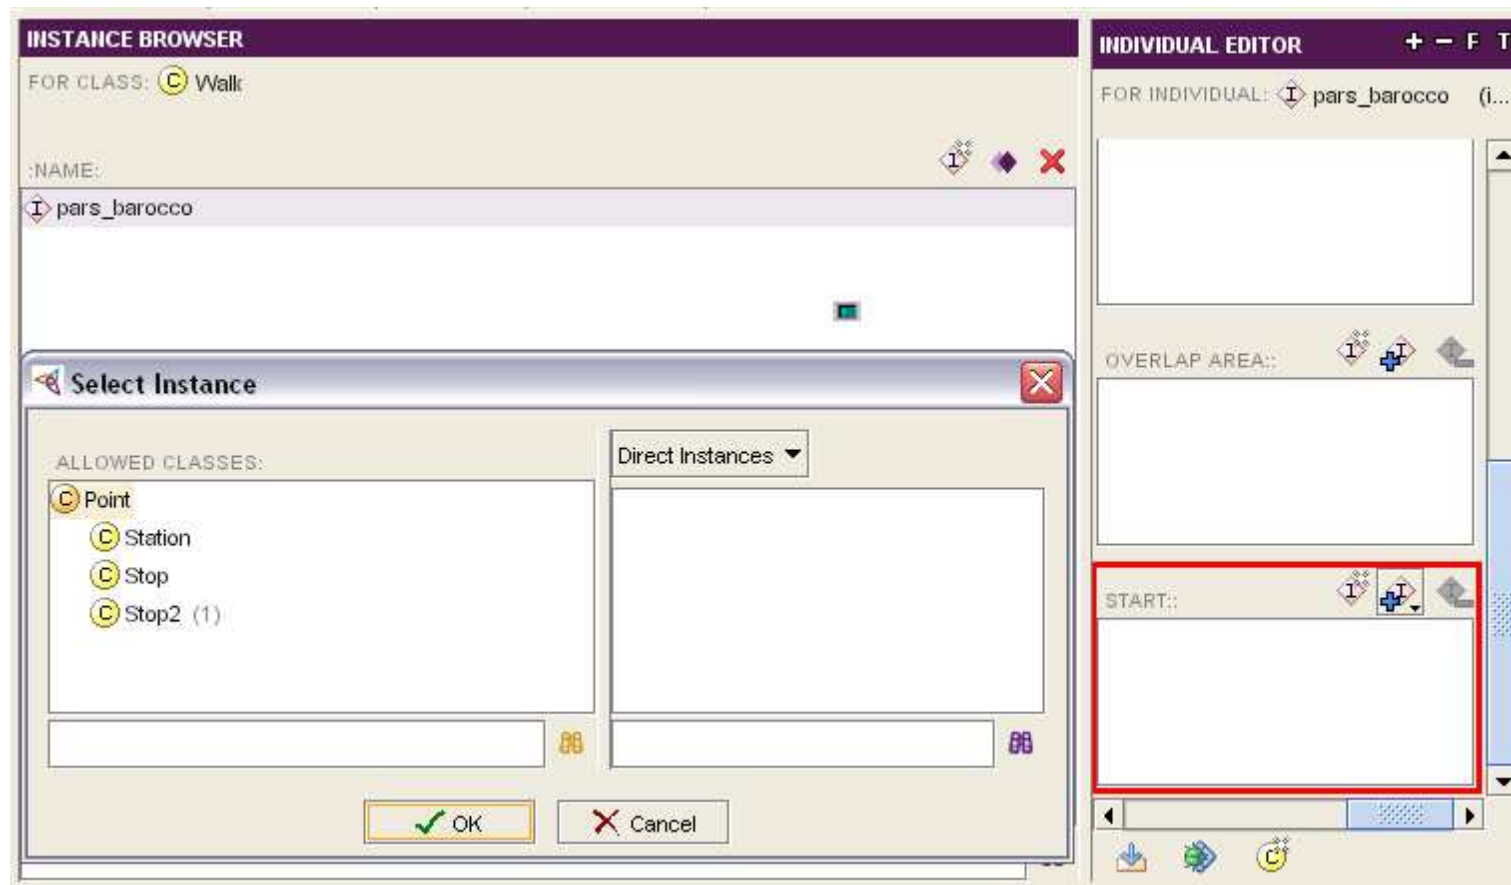 INSTANCE BROWSER
FOR CLASS: C Walk
:NAME:
I pars_barocco
Select Instance
ALLOWED CLASSES:
Direct Instances
C Point
C Station
C Stop
C Stop2 (1)
OK
Cancel
INDIVIDUAL EDITOR + − F T
FOR INDIVIDUAL: I pars_barocco (i...
OVERLAP AREA::
START::